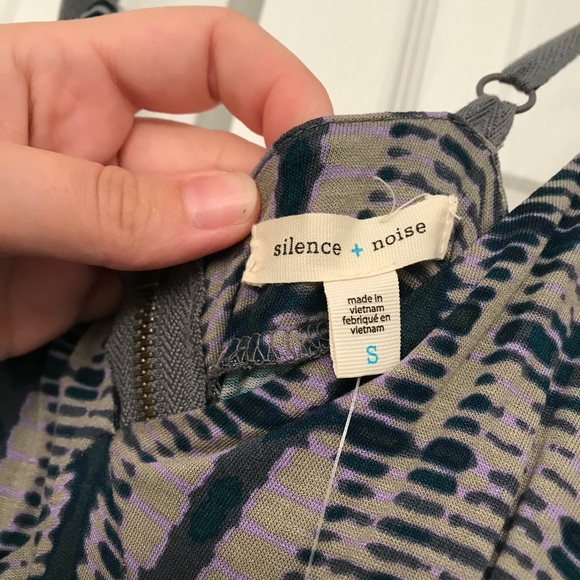 silence + noise
made in
vietnam
fabriqué en
vietnam
S